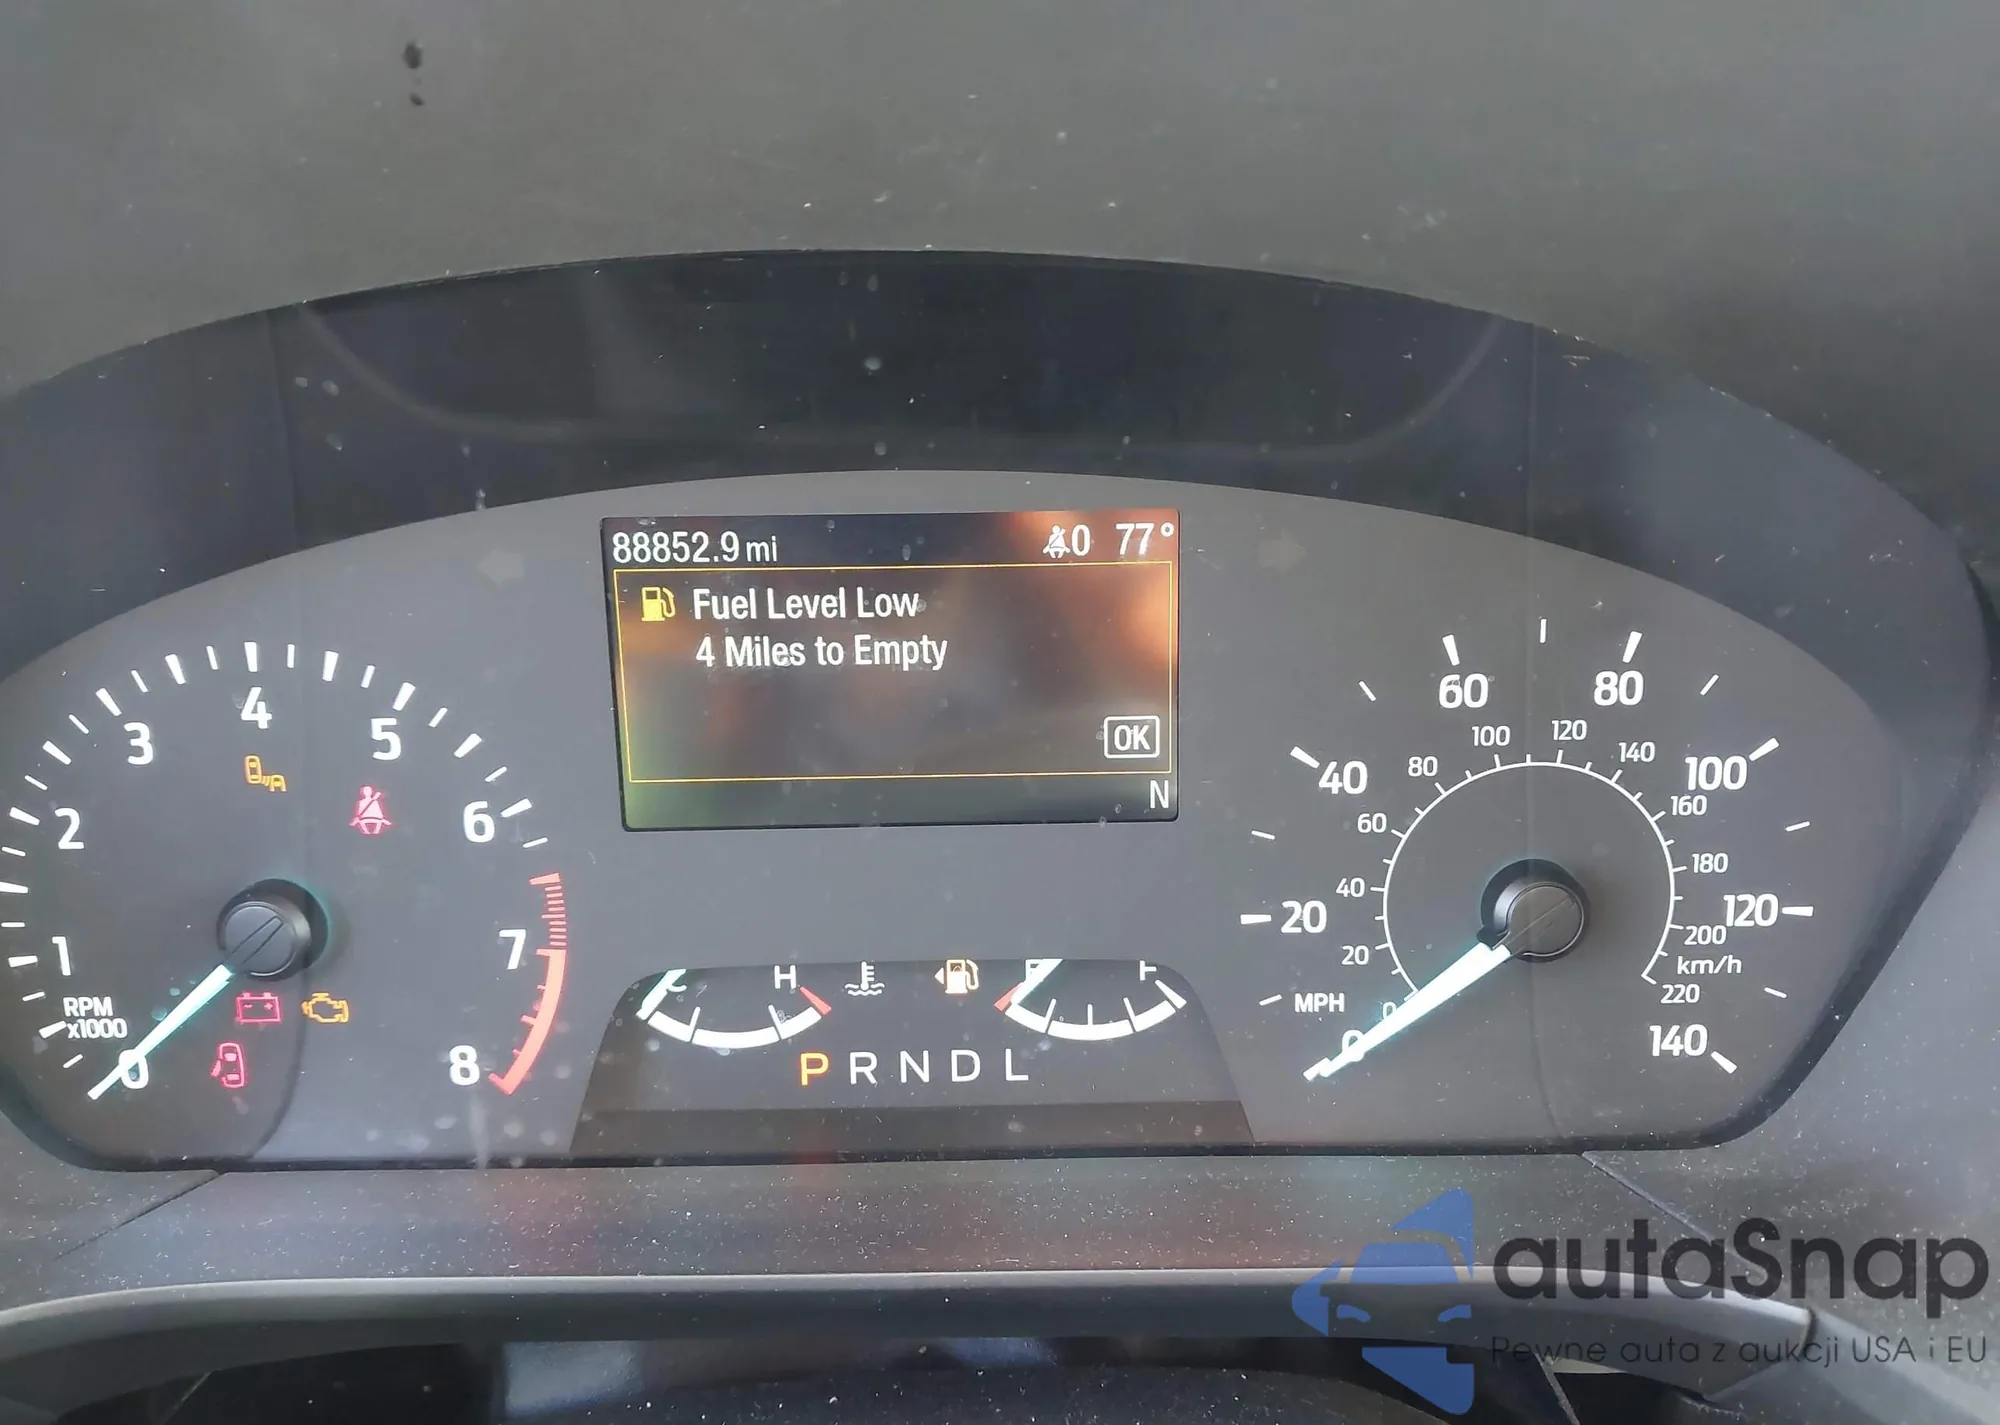 88852.9 mi 0 77°
Fuel Level Low
4 Miles to Empty
OK
N
0 1 2 3 4 5 6 7 8
RPM
x1000
C H
E F
P R N D L
0 20 40 60 80 100 120 140
MPH
0 20 40 60 80 100 120 140 160 180 200 220
km/h
autaSnap
Pewne auta z aukcji USA i EU